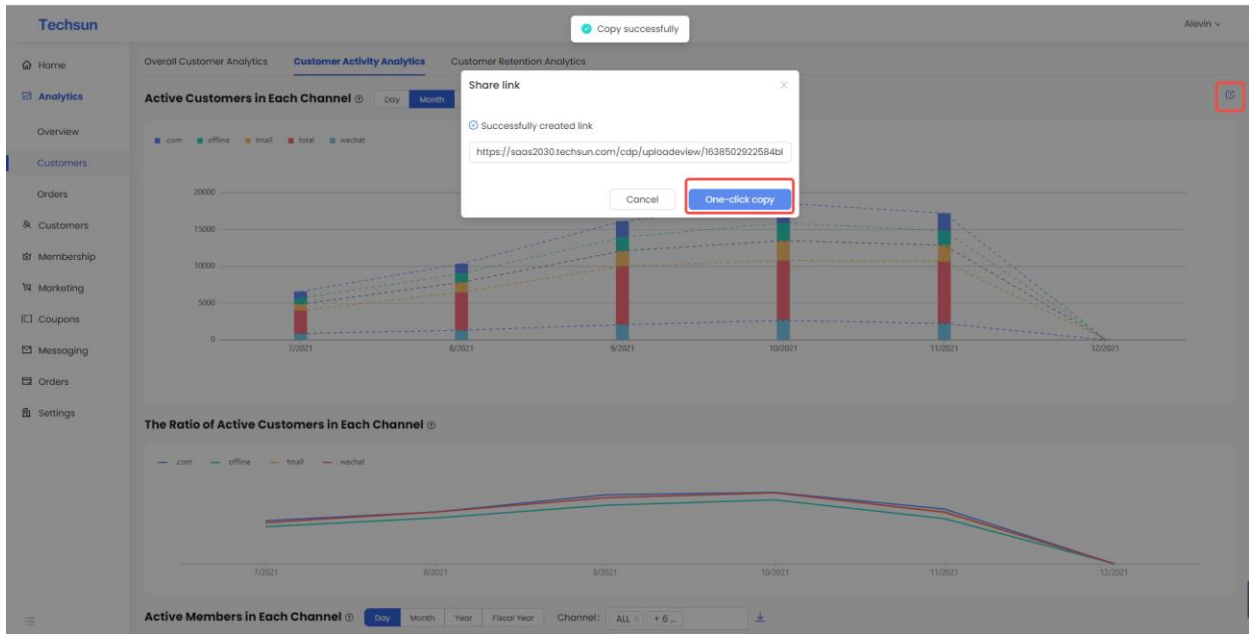 Techsun
Copy successfully
Alevin
Home
Analytics
Overview
Customers
Orders
Customers
Membership
Marketing
Coupons
Messaging
Orders
Settings
Overall Customer Analytics
Customer Activity Analytics
Customer Retention Analytics
Active Customers in Each Channel
Day
Month
Share link
Successfully created link
https://saas2030.techsun.com/cdp/uploadeview/1638502922584bl
Cancel
One-click copy
.com offline tmall total wechat
20000
15000
10000
5000
0
7/2021 8/2021 9/2021 10/2021 11/2021 12/2021
The Ratio of Active Customers in Each Channel
.com offline tmall wechat
7/2021 8/2021 9/2021 10/2021 11/2021 12/2021
Active Members in Each Channel Day Month Year Fiscal Year Channel: ALL × + 6 ...